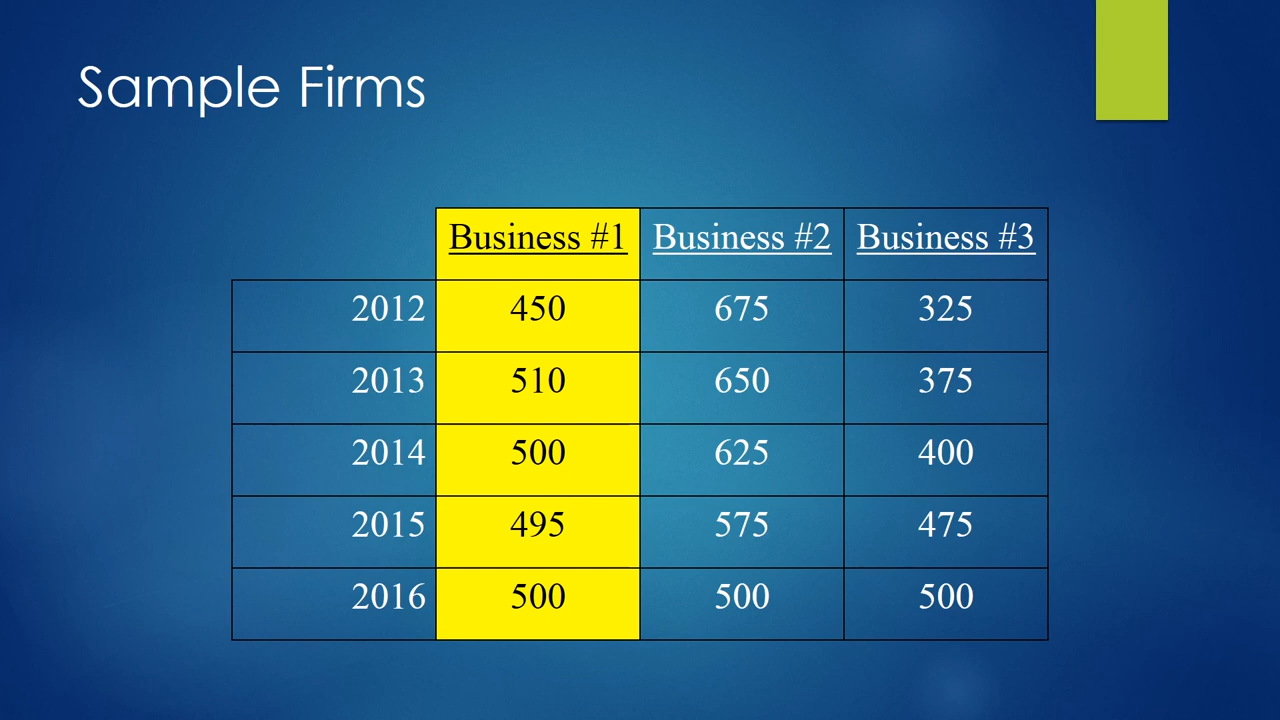 Sample Firms
Business #1 Business #2 Business #3
2012 450 675 325
2013 510 650 375
2014 500 625 400
2015 495 575 475
2016 500 500 500